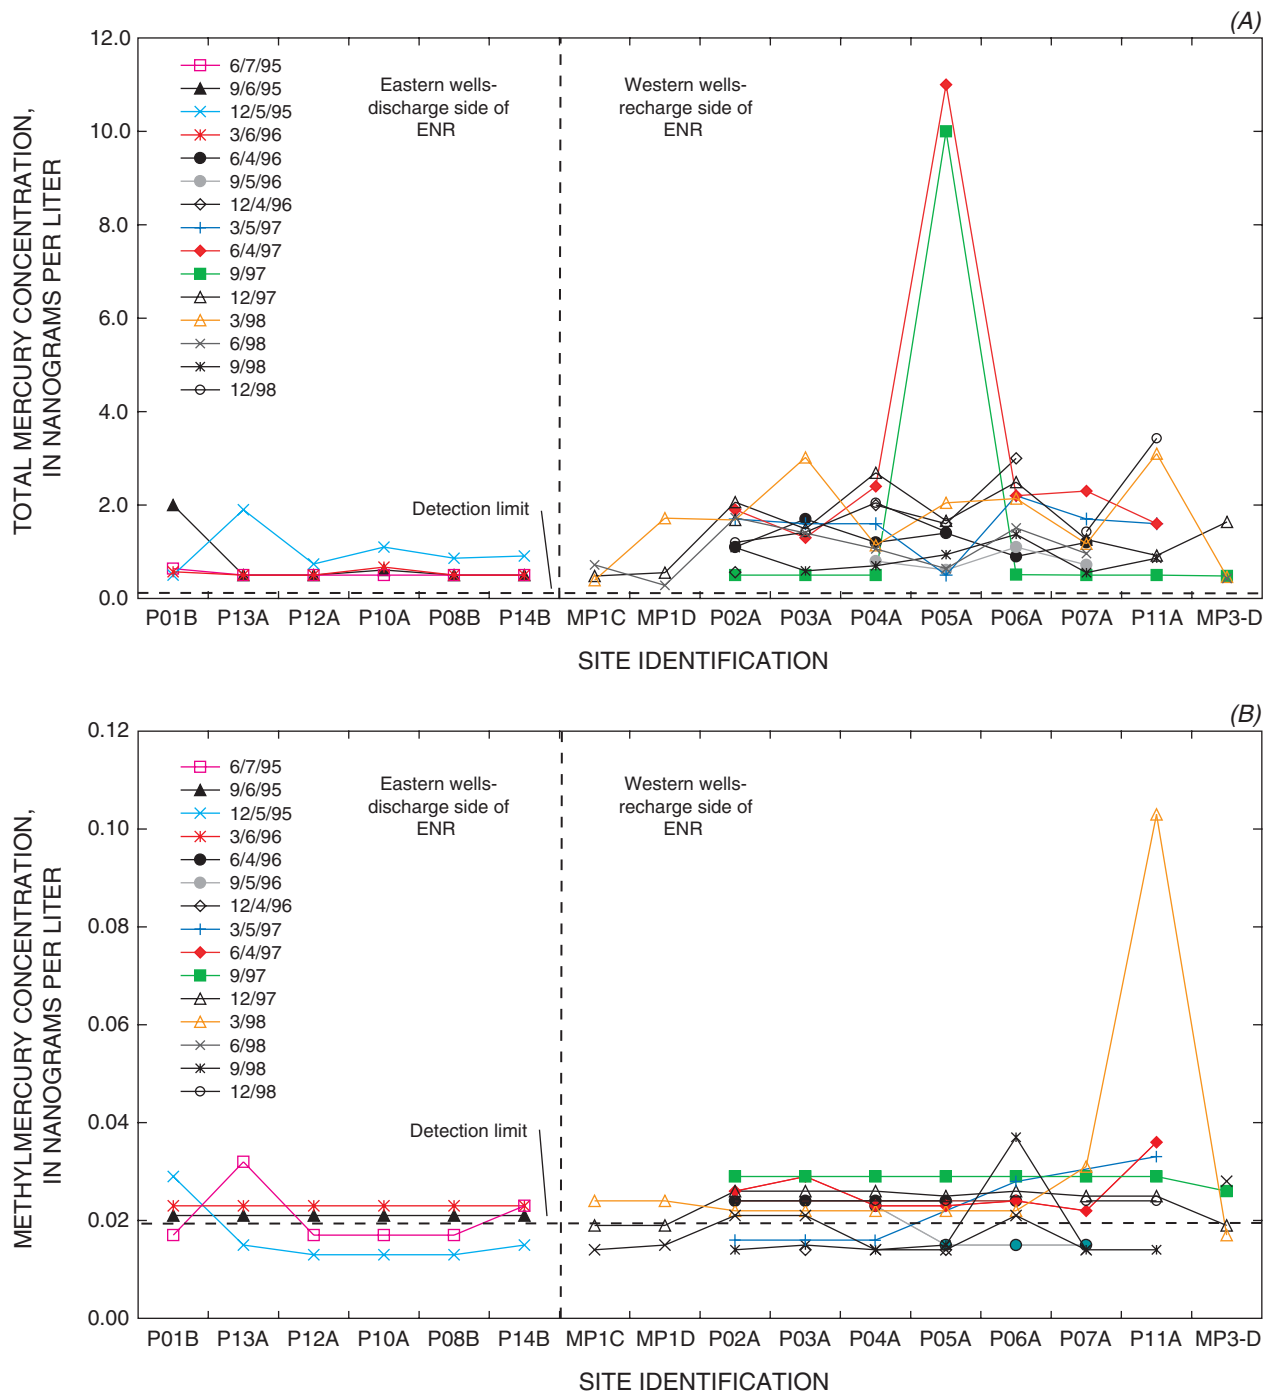 (A)
TOTAL MERCURY CONCENTRATION,
IN NANOGRAMS PER LITER
12.0
10.0
8.0
6.0
4.0
2.0
0.0
6/7/95
9/6/95
12/5/95
3/6/96
6/4/96
9/5/96
12/4/96
3/5/97
6/4/97
9/97
12/97
3/98
6/98
9/98
12/98
Eastern wells-
discharge side of
ENR
Western wells-
recharge side of
ENR
Detection limit
P01B P13A P12A P10A P08B P14B MP1C MP1D P02A P03A P04A P05A P06A P07A P11A MP3-D
SITE IDENTIFICATION
(B)
METHYLMERCURY CONCENTRATION,
IN NANOGRAMS PER LITER
0.12
0.10
0.08
0.06
0.04
0.02
0.00
6/7/95
9/6/95
12/5/95
3/6/96
6/4/96
9/5/96
12/4/96
3/5/97
6/4/97
9/97
12/97
3/98
6/98
9/98
12/98
Eastern wells-
discharge side of
ENR
Western wells-
recharge side of
ENR
Detection limit
P01B P13A P12A P10A P08B P14B MP1C MP1D P02A P03A P04A P05A P06A P07A P11A MP3-D
SITE IDENTIFICATION